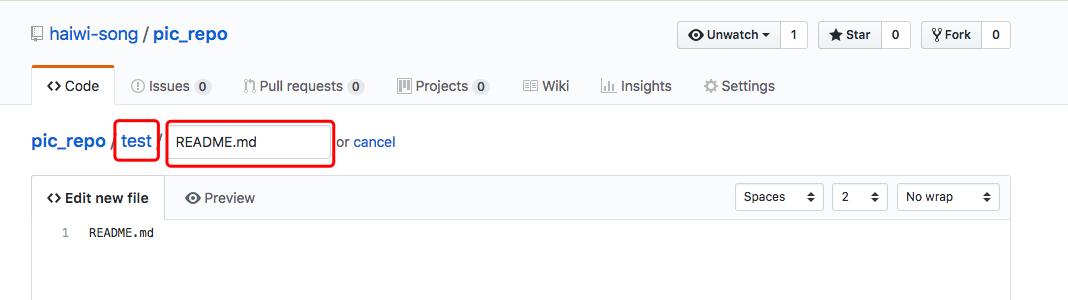 haiwi-song / pic_repo Unwatch 1 Star 0 Fork 0
Code Issues 0 Pull requests 0 Projects 0 Wiki Insights Settings
pic_repo / test / README.md or cancel
Edit new file Preview Spaces 2 No wrap
1 README.md